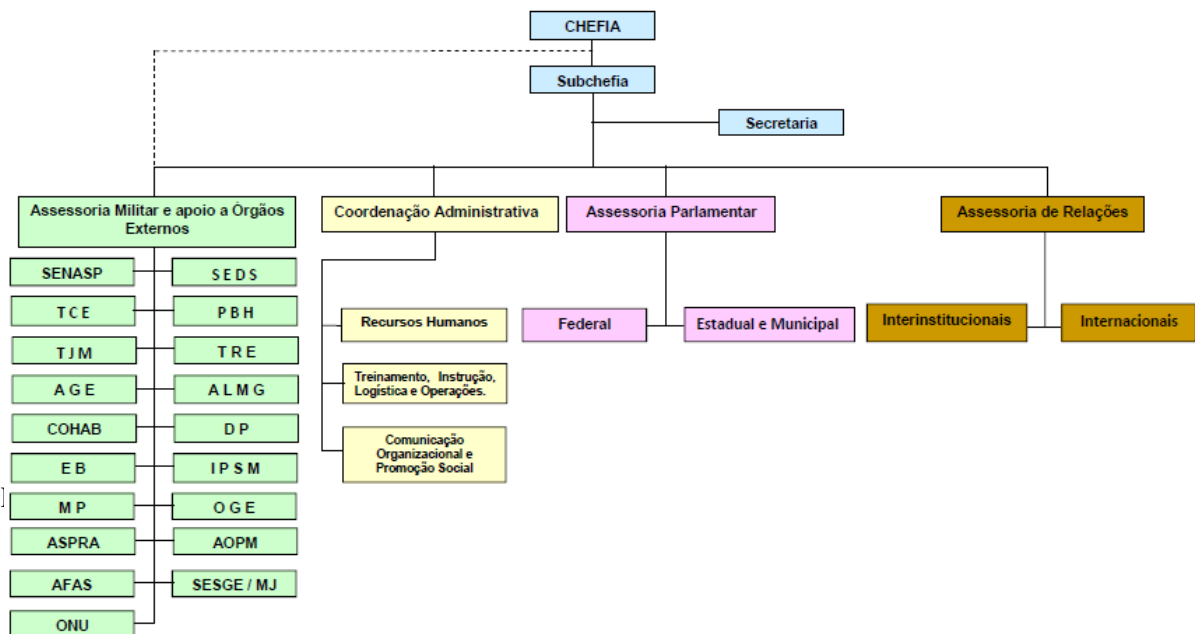 CHEFIA
Subchefia
Secretaria
Assessoria Militar e apoio a Órgãos
Externos
Coordenação Administrativa
Assessoria Parlamentar
Assessoria de Relações
SENASP
S E D S
T C E
P B H
T J M
T R E
A G E
A L M G
COHAB
D P
E B
I P S M
M P
O G E
ASPRA
AOPM
AFAS
SESGE / MJ
ONU
Recursos Humanos
Treinamento, Instrução,
Logística e Operações.
Comunicação
Organizacional e
Promoção Social
Federal
Estadual e Municipal
Interinstitucionais
Internacionais